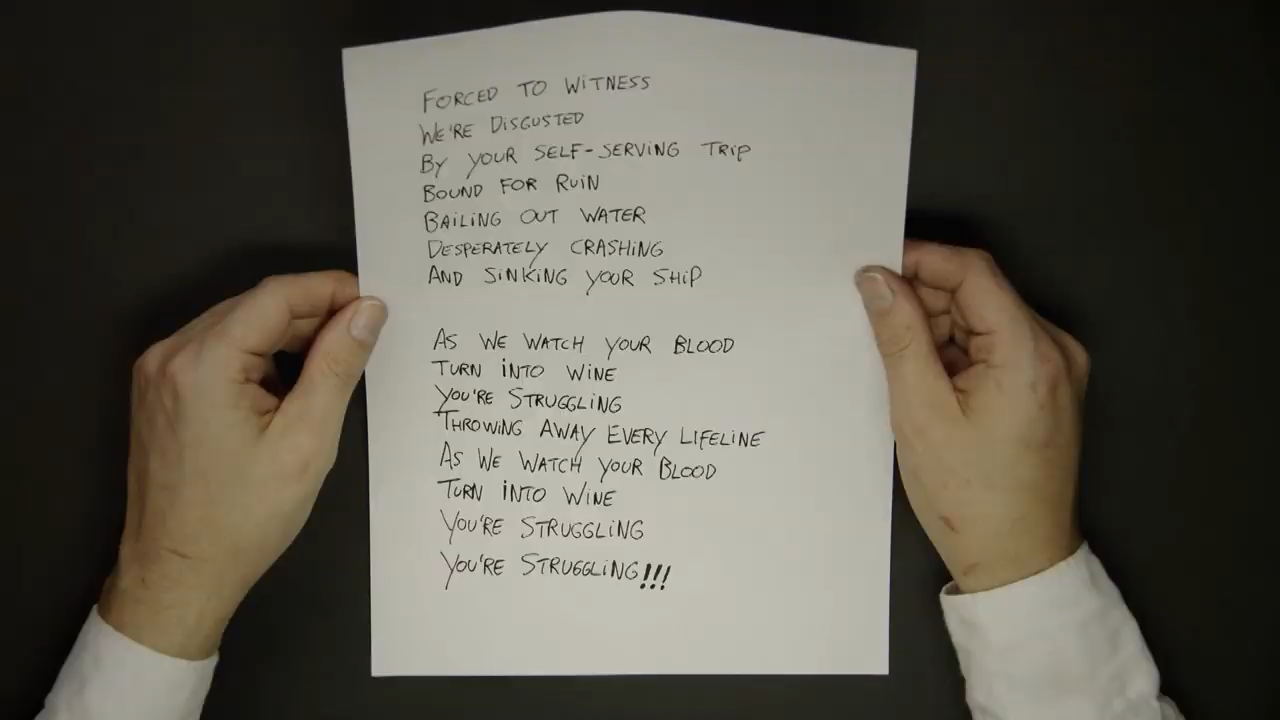 FORCED TO WITNESS
WE'RE DISGUSTED
BY YOUR SELF-SERVING TRIP
BOUND FOR RUIN
BAILING OUT WATER
DESPERATELY CRASHING
AND SINKING YOUR SHIP
AS WE WATCH YOUR BLOOD
TURN INTO WINE
YOU'RE STRUGGLING
THROWING AWAY EVERY LIFELINE
AS WE WATCH YOUR BLOOD
TURN INTO WINE
YOU'RE STRUGGLING
YOU'RE STRUGGLING!!!